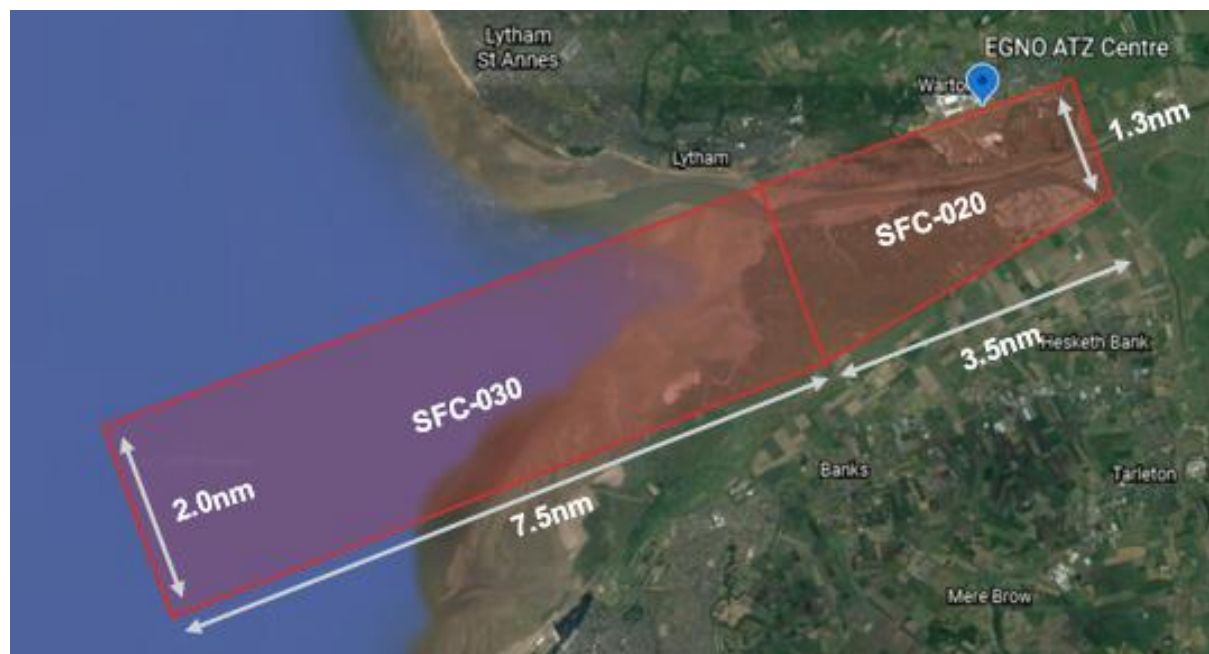 Lytham
St Annes
EGNO ATZ Centre
1.3nm
Lytham
SFC-020
3.5nm
Hesketh Bank
SFC-030
2.0nm
7.5nm
Banks
Tarleton
Mere Brow